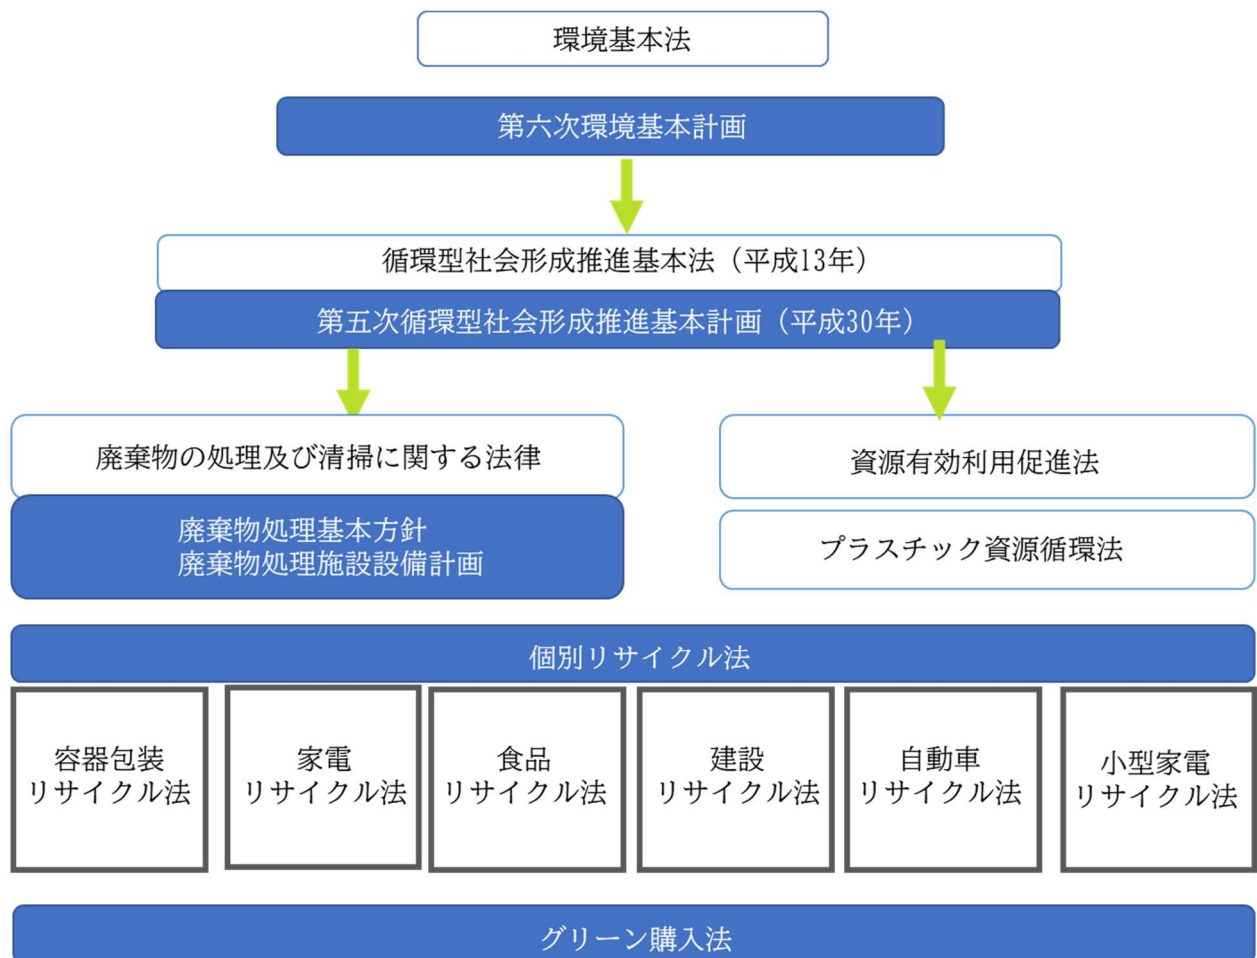 環境基本法
第六次環境基本計画
循環型社会形成推進基本法（平成13年）
第五次循環型社会形成推進基本計画（平成30年）
廃棄物の処理及び清掃に関する法律
廃棄物処理基本方針
廃棄物処理施設設備計画
資源有効利用促進法
プラスチック資源循環法
個別リサイクル法
容器包装
リサイクル法
家電
リサイクル法
食品
リサイクル法
建設
リサイクル法
自動車
リサイクル法
小型家電
リサイクル法
グリーン購入法